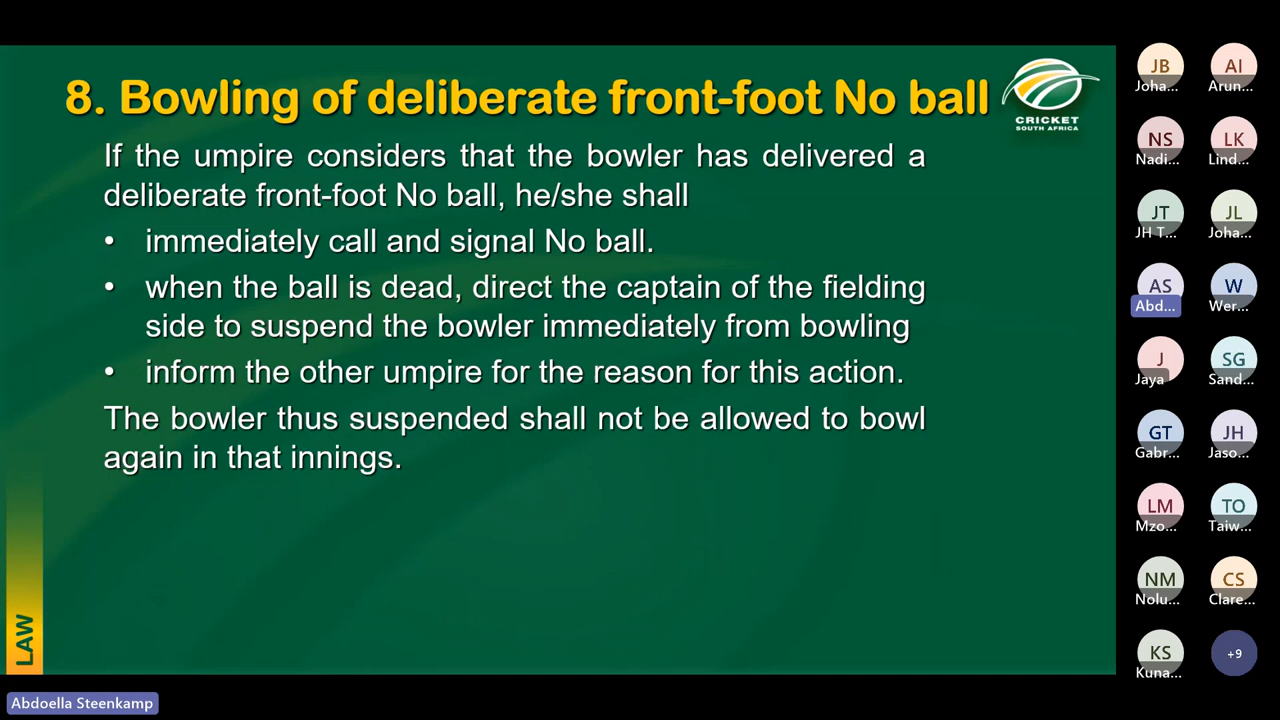 8. Bowling of deliberate front-foot No ball
CRICKET
SOUTH AFRICA
If the umpire considers that the bowler has delivered a
deliberate front-foot No ball, he/she shall
• immediately call and signal No ball.
• when the ball is dead, direct the captain of the fielding
side to suspend the bowler immediately from bowling
• inform the other umpire for the reason for this action.
The bowler thus suspended shall not be allowed to bowl
again in that innings.
LAW
Abdoella Steenkamp
JB
Joha...
AI
Arun...
NS
Nadi...
LK
Lind...
JT
JH T...
JL
Joha...
AS
Abd...
W
Wer...
J
Jaya
SG
Sand...
GT
Gabr...
JH
Jaso...
LM
Mzo...
TO
Taiw...
NM
Nolu...
CS
Clare...
KS
Kuna...
+9